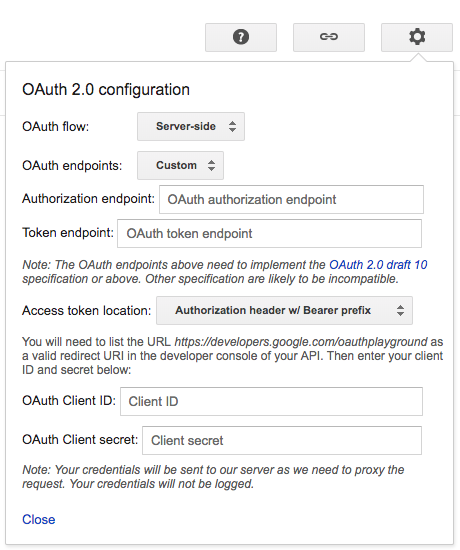 OAuth 2.0 configuration
OAuth flow: Server-side
OAuth endpoints: Custom
Authorization endpoint: OAuth authorization endpoint
Token endpoint: OAuth token endpoint
Note: The OAuth endpoints above need to implement the OAuth 2.0 draft 10
specification or above. Other specification are likely to be incompatible.
Access token location: Authorization header w/ Bearer prefix
You will need to list the URL https://developers.google.com/oauthplayground as
a valid redirect URI in the developer console of your API. Then enter your client
ID and secret below:
OAuth Client ID: Client ID
OAuth Client secret: Client secret
Note: Your credentials will be sent to our server as we need to proxy the
request. Your credentials will not be logged.
Close